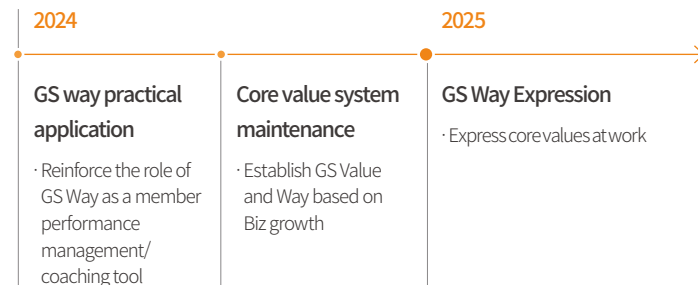 2024
2025
GS way practical
application
· Reinforce the role of
GS Way as a member
performance
management/
coaching tool
Core value system
maintenance
· Establish GS Value
and Way based on
Biz growth
GS Way Expression
· Express core values at work